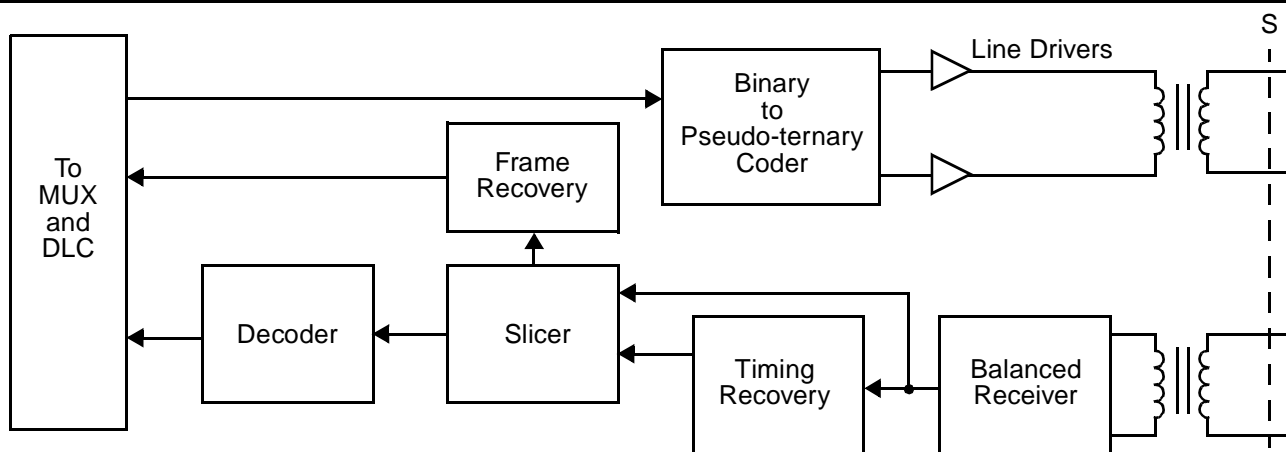 S
Line Drivers
Binary
to
Pseudo-ternary
Coder
To
MUX
and
DLC
Frame
Recovery
Decoder
Slicer
Timing
Recovery
Balanced
Receiver